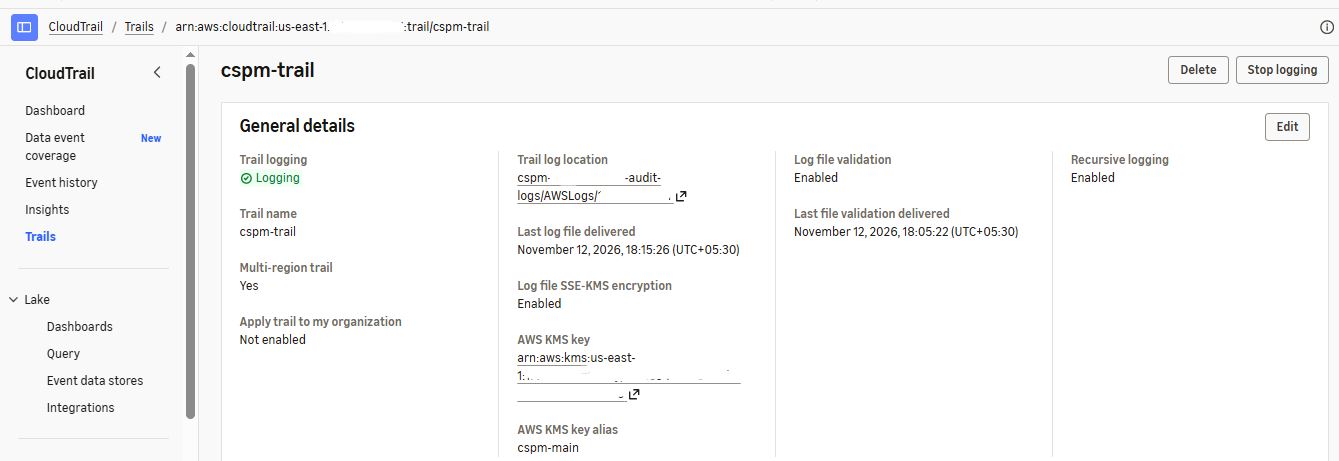 CloudTrail / Trails / arn:aws:cloudtrail:us-east-1. :trail/cspm-trail
CloudTrail
Dashboard
Data event
coverage
New
Event history
Insights
Trails
Lake
Dashboards
Query
Event data stores
Integrations
cspm-trail
Delete
Stop logging
General details
Edit
Trail logging
Logging
Trail name
cspm-trail
Multi-region trail
Yes
Apply trail to my organization
Not enabled
Trail log location
cspm- -audit-
logs/AWSLogs/
Last log file delivered
November 12, 2026, 18:15:26 (UTC+05:30)
Log file SSE-KMS encryption
Enabled
AWS KMS key
arn:aws:kms:us-east-
1:
AWS KMS key alias
cspm-main
Log file validation
Enabled
Last file validation delivered
November 12, 2026, 18:05:22 (UTC+05:30)
Recursive logging
Enabled